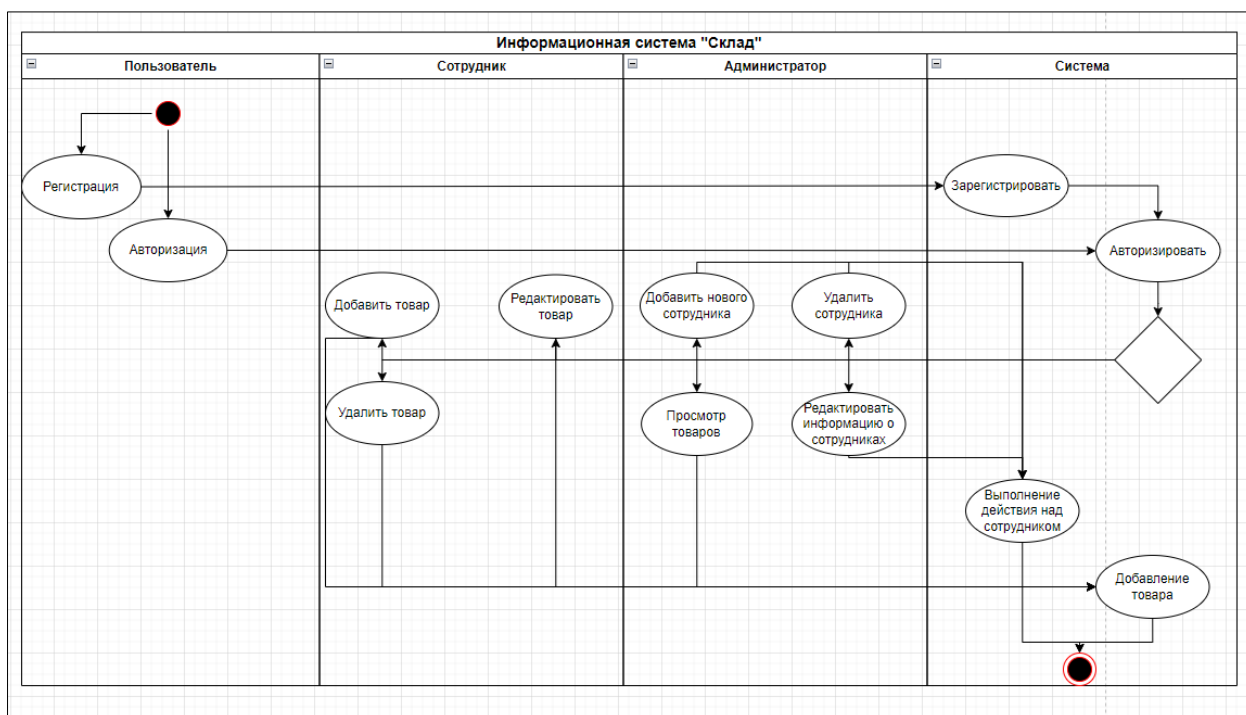 Информационная система "Склад"
Пользователь
Сотрудник
Администратор
Система
Регистрация
Зарегистрировать
Авторизация
Авторизировать
Добавить товар
Редактировать
товар
Добавить нового
сотрудника
Удалить
сотрудника
Удалить товар
Просмотр
товаров
Редактировать
информацию о
сотрудниках
Выполнение
действия над
сотрудником
Добавление
товара